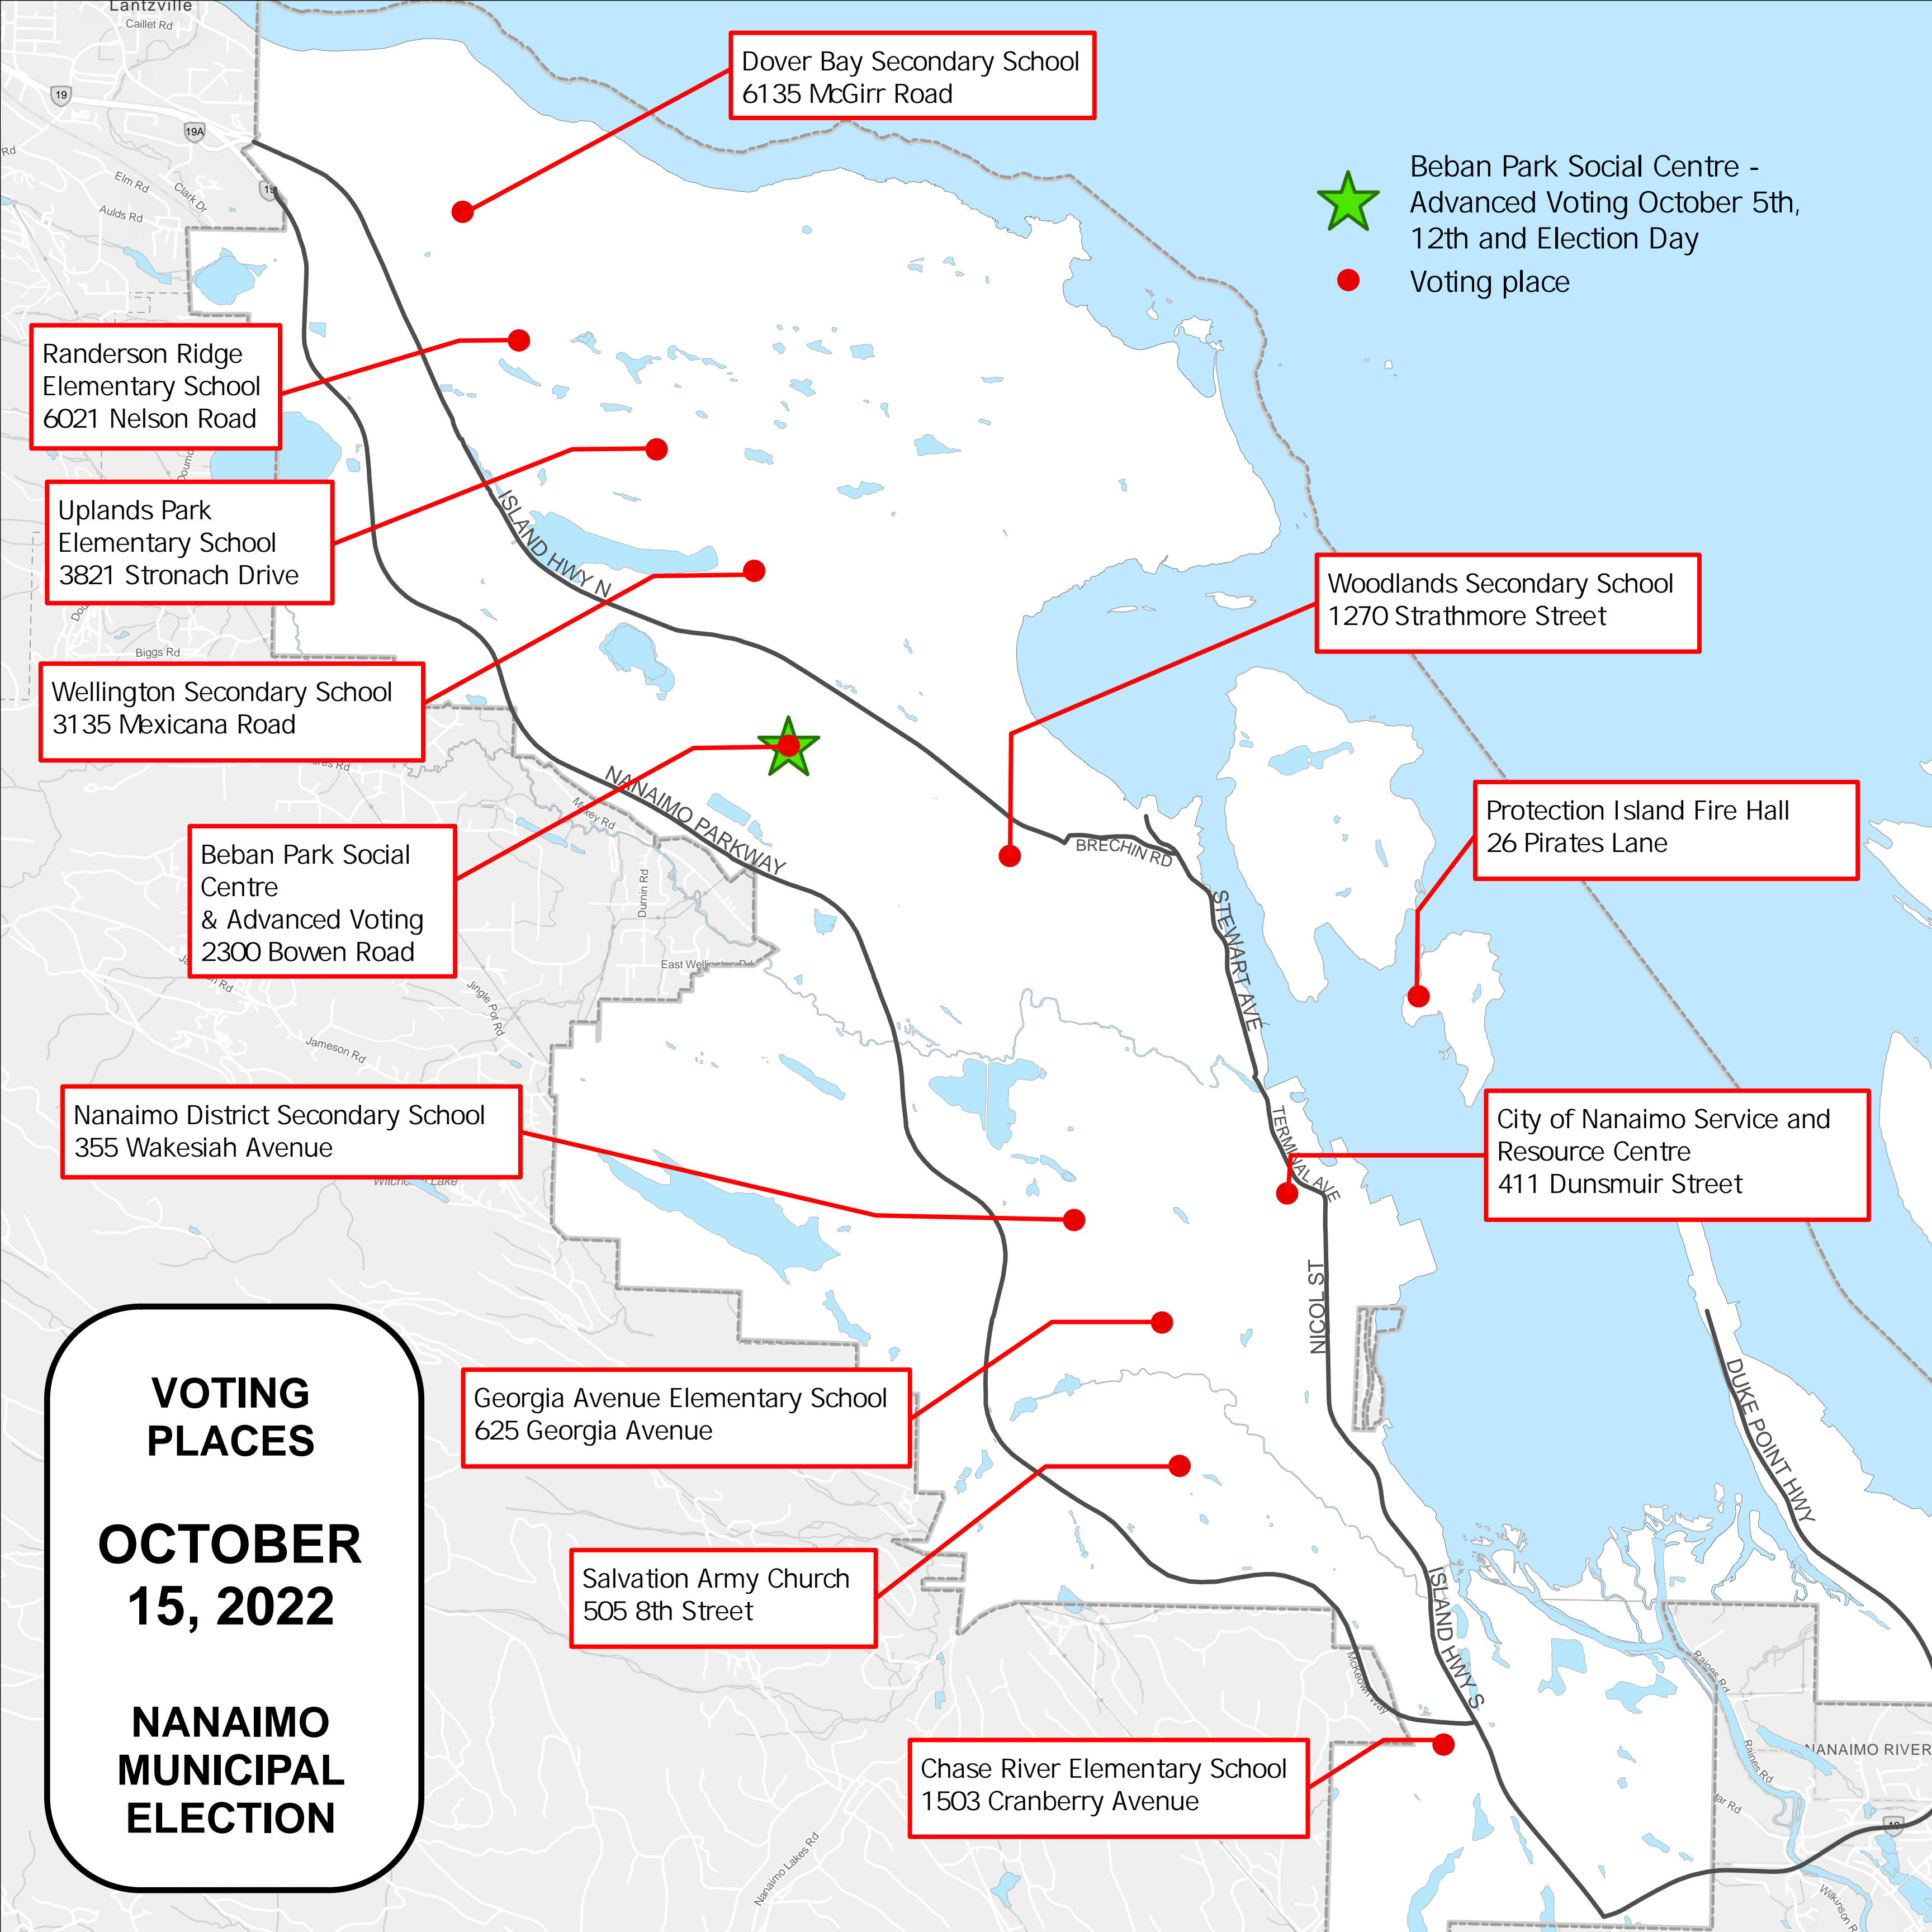 Lantzville
Caillet Rd
19
19A
Rd
Elm Rd
Clark Dr
Aulds Rd
Dover Bay Secondary School
6135 McGirr Road
Beban Park Social Centre -
Advanced Voting October 5th,
12th and Election Day
Voting place
Randerson Ridge
Elementary School
6021 Nelson Road
Uplands Park
Elementary School
3821 Stronach Drive
ISLAND HWY N
Woodlands Secondary School
1270 Strathmore Street
Biggs Rd
Wellington Secondary School
3135 Mexicana Road
NANAIMO PARKWAY
Protection Island Fire Hall
26 Pirates Lane
BRECHIN RD
Beban Park Social
Centre
& Advanced Voting
2300 Bowen Road
Durnin Rd
STEWART AVE
East Wellington Rd
Jingle Pot Rd
Jameson Rd
Nanaimo District Secondary School
355 Wakesiah Avenue
TERMINAL AVE
City of Nanaimo Service and
Resource Centre
411 Dunsmuir Street
NICOL ST
VOTING
PLACES
OCTOBER
15, 2022
NANAIMO
MUNICIPAL
ELECTION
Georgia Avenue Elementary School
625 Georgia Avenue
DUKE POINT HWY
Salvation Army Church
505 8th Street
ISLAND HWY S
McKeown Way
Raines Rd
Raines Rd
NANAIMO RIVER
Chase River Elementary School
1503 Cranberry Avenue
Nanaimo Lakes Rd
19
Wilkinson R